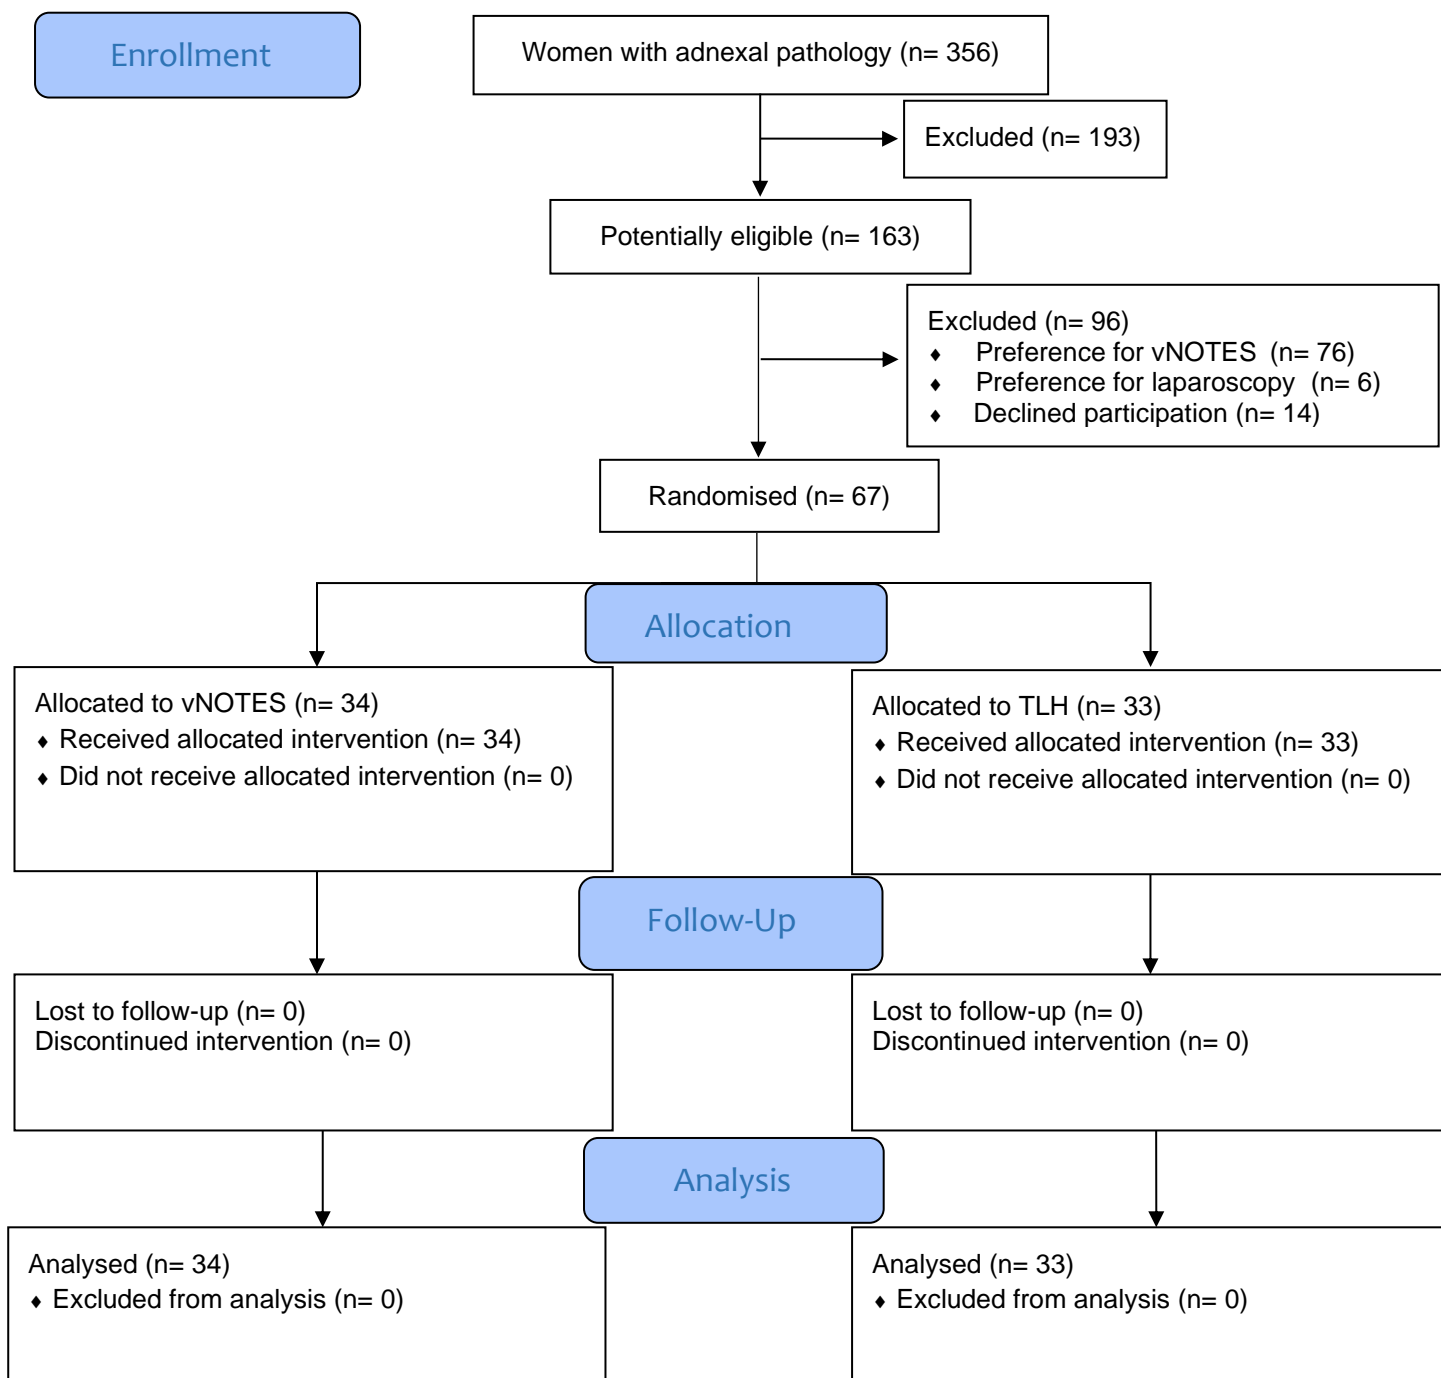 Enrollment
Women with adnexal pathology (n= 356)
Excluded (n= 193)
Potentially eligible (n= 163)
Excluded (n= 96)
♦ Preference for vNOTES (n= 76)
♦ Preference for laparoscopy (n= 6)
♦ Declined participation (n= 14)
Randomised (n= 67)
Allocation
Allocated to vNOTES (n= 34)
♦ Received allocated intervention (n= 34)
♦ Did not receive allocated intervention (n= 0)
Allocated to TLH (n= 33)
♦ Received allocated intervention (n= 33)
♦ Did not receive allocated intervention (n= 0)
Follow-Up
Lost to follow-up (n= 0)
Discontinued intervention (n= 0)
Lost to follow-up (n= 0)
Discontinued intervention (n= 0)
Analysis
Analysed (n= 34)
♦ Excluded from analysis (n= 0)
Analysed (n= 33)
♦ Excluded from analysis (n= 0)